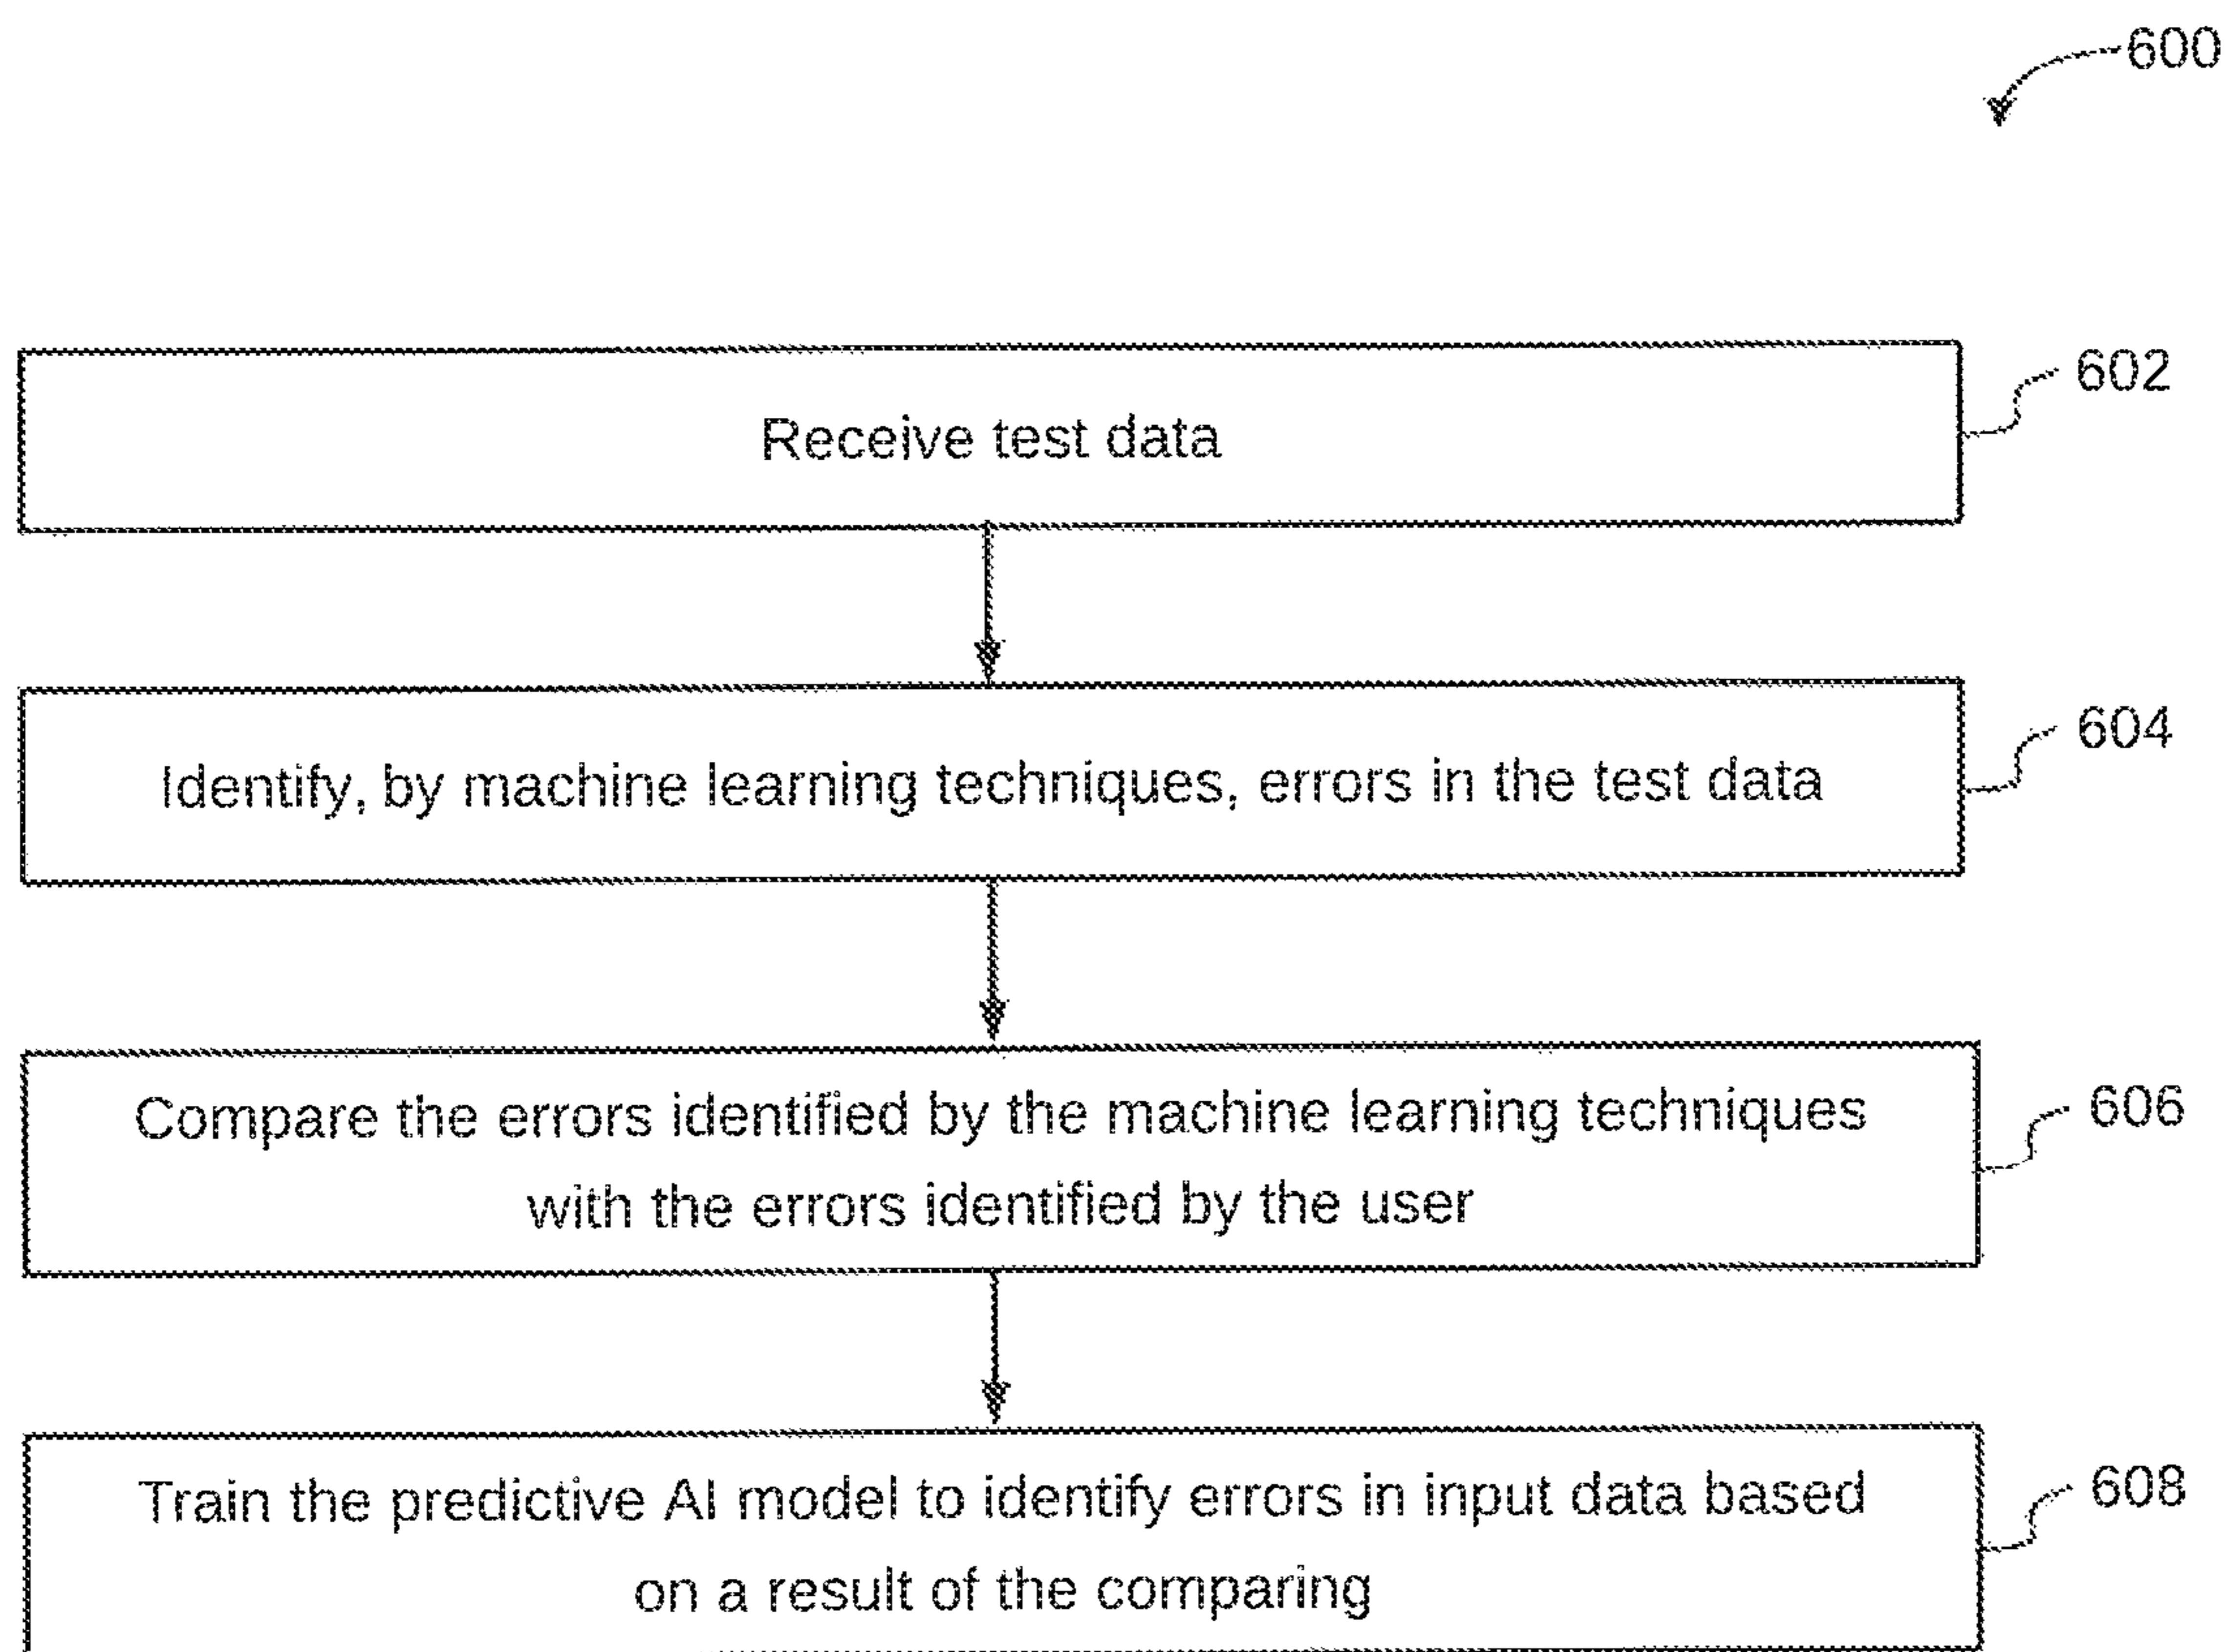 600
Receive test data
602
Identify, by machine learning techniques, errors in the test data
604
Compare the errors identified by the machine learning techniques
with the errors identified by the user
606
Train the predictive AI model to identify errors in input data based
on a result of the comparing
608